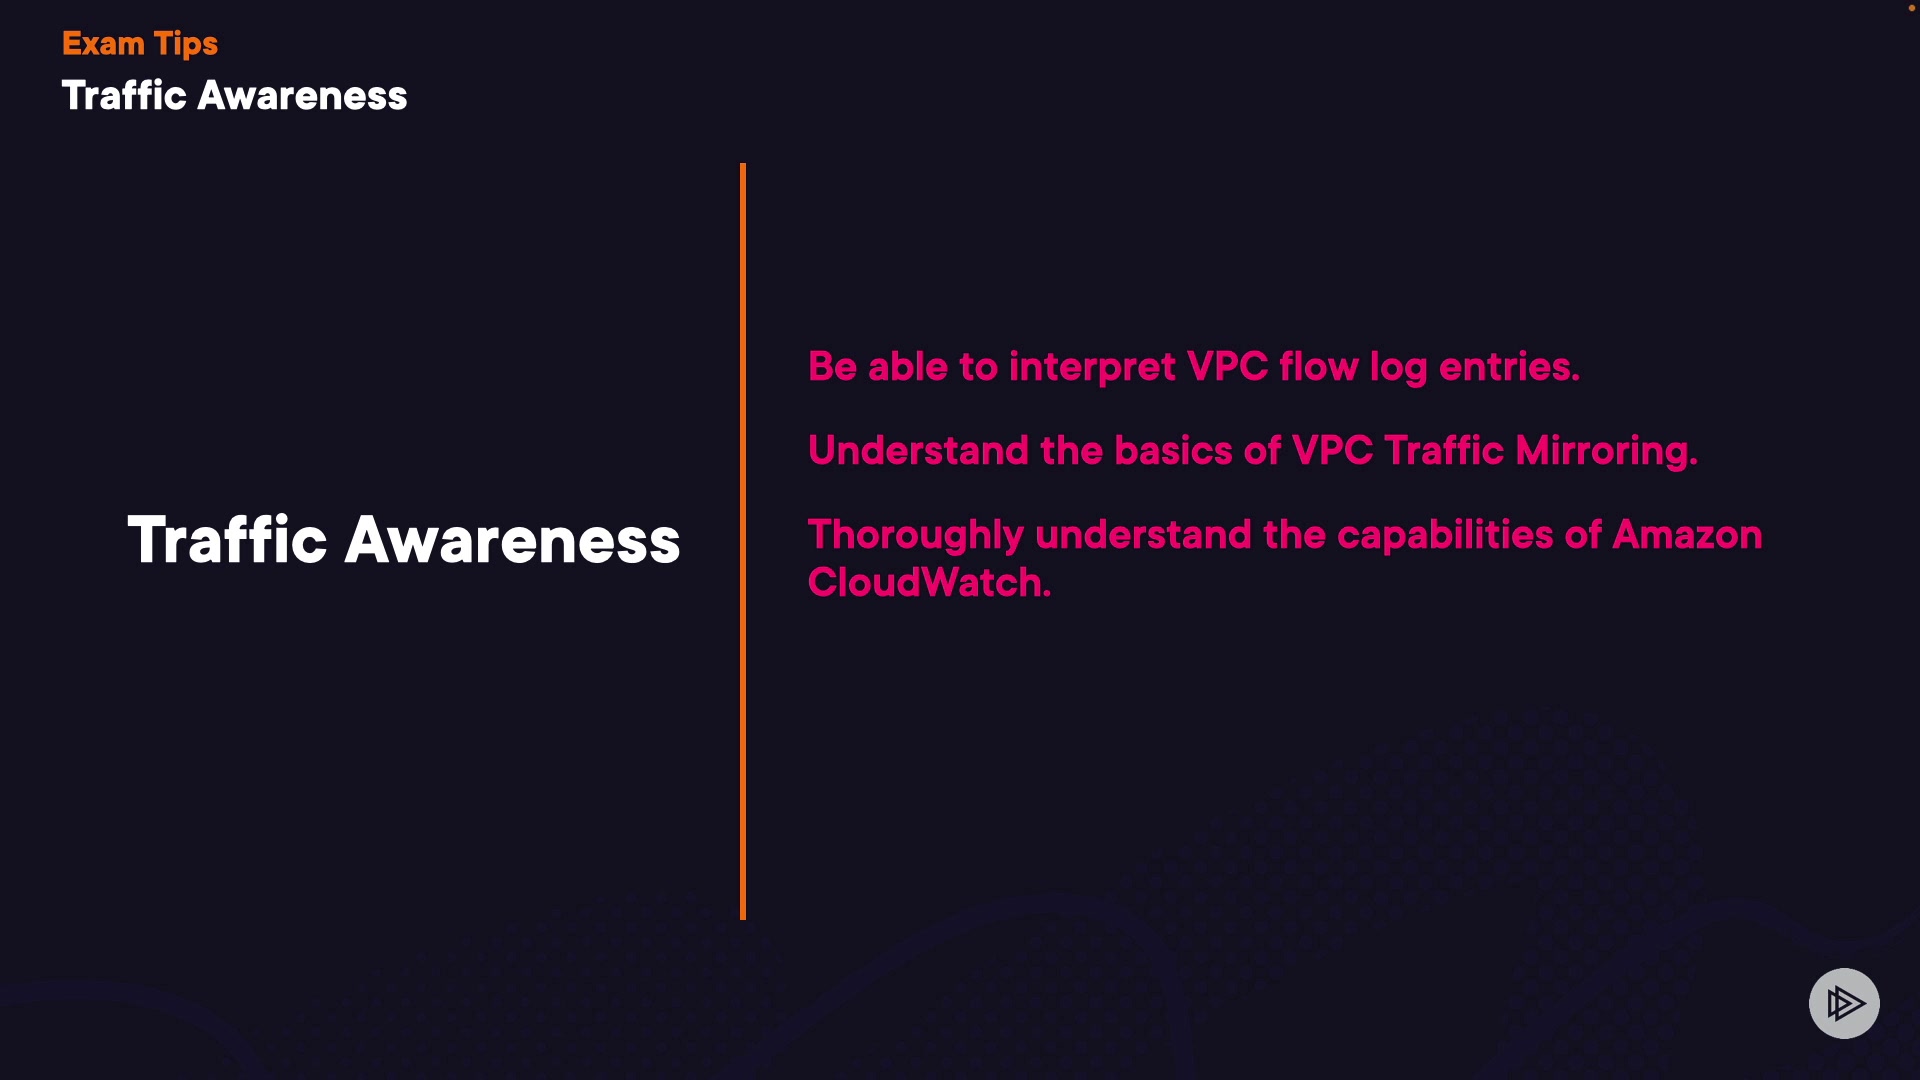 Exam Tips
Traffic Awareness
Traffic Awareness
Be able to interpret VPC flow log entries.
Understand the basics of VPC Traffic Mirroring.
Thoroughly understand the capabilities of Amazon
CloudWatch.